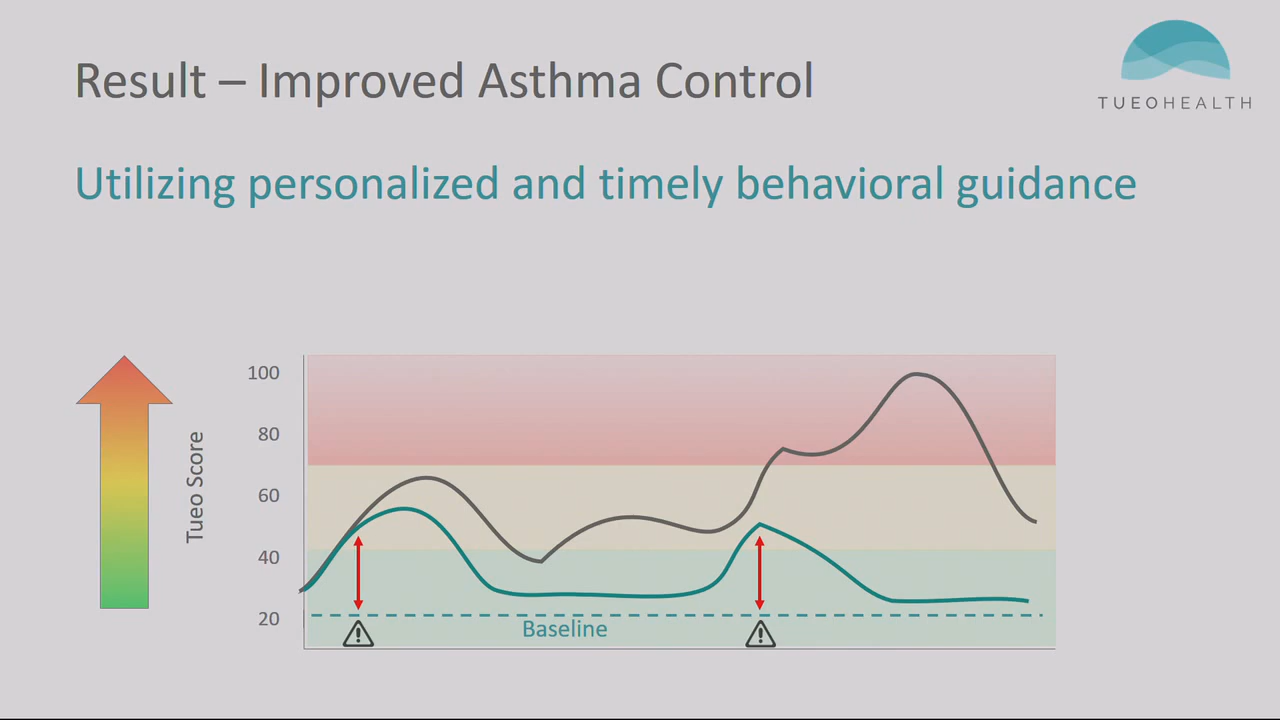 Result – Improved Asthma Control
TUEOHEALTH
Utilizing personalized and timely behavioral guidance
Tueo Score
100
80
60
40
20
Baseline